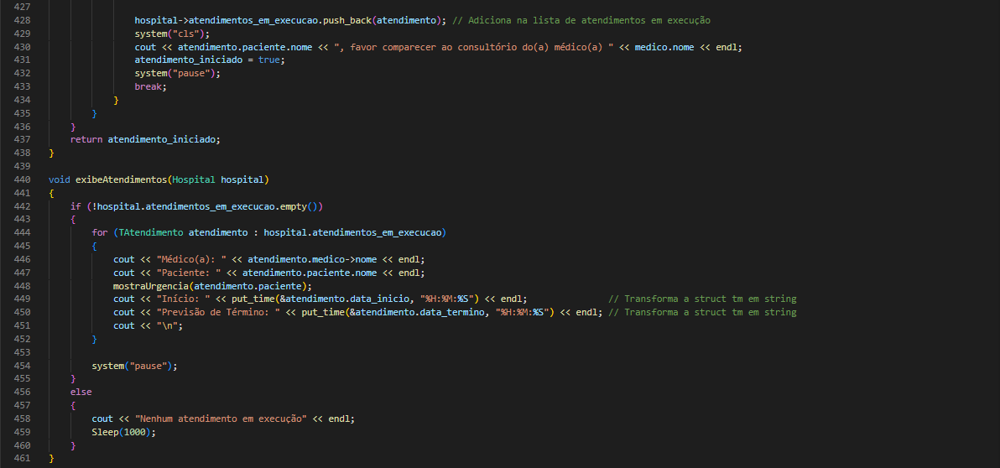 427
428 hospital->atendimentos_em_execucao.push_back(atendimento); // Adiciona na lista de atendimentos em execução
429 system("cls");
430 cout << atendimento.paciente.nome << ", favor comparecer ao consultório do(a) médico(a) " << medico.nome << endl;
431 atendimento_iniciado = true;
432 system("pause");
433 break;
434 }
435 }
436 }
437 return atendimento_iniciado;
438 }
439
440 void exibeAtendimentos(Hospital hospital)
441 {
442 if (!hospital.atendimentos_em_execucao.empty())
443 {
444 for (TAtendimento atendimento : hospital.atendimentos_em_execucao)
445 {
446 cout << "Médico(a): " << atendimento.medico->nome << endl;
447 cout << "Paciente: " << atendimento.paciente.nome << endl;
448 mostraUrgencia(atendimento.paciente);
449 cout << "Início: " << put_time(&atendimento.data_inicio, "%H:%M:%S") << endl; // Transforma a struct tm em string
450 cout << "Previsão de Término: " << put_time(&atendimento.data_termino, "%H:%M:%S") << endl; // Transforma a struct tm em string
451 cout << "\n";
452 }
453
454 system("pause");
455 }
456 else
457 {
458 cout << "Nenhum atendimento em execução" << endl;
459 Sleep(1000);
460 }
461 }